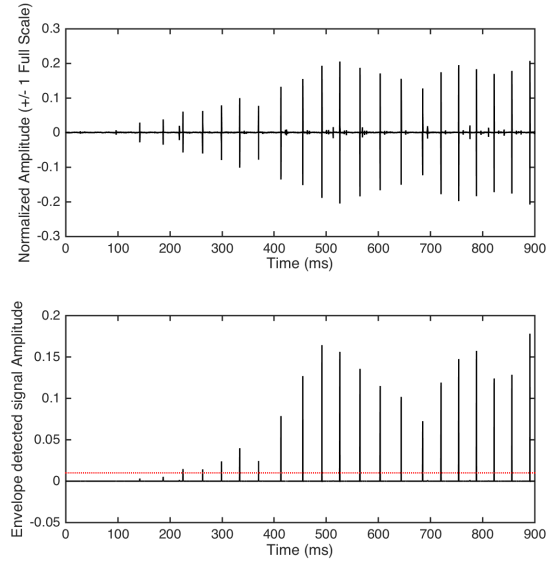 Normalized Amplitude (+/- 1 Full Scale)
0.3
0.2
0.1
0
-0.1
-0.2
-0.3
0 100 200 300 400 500 600 700 800 900
Time (ms)
Envelope detected signal Amplitude
0.2
0.15
0.1
0.05
0
-0.05
0 100 200 300 400 500 600 700 800 900
Time (ms)